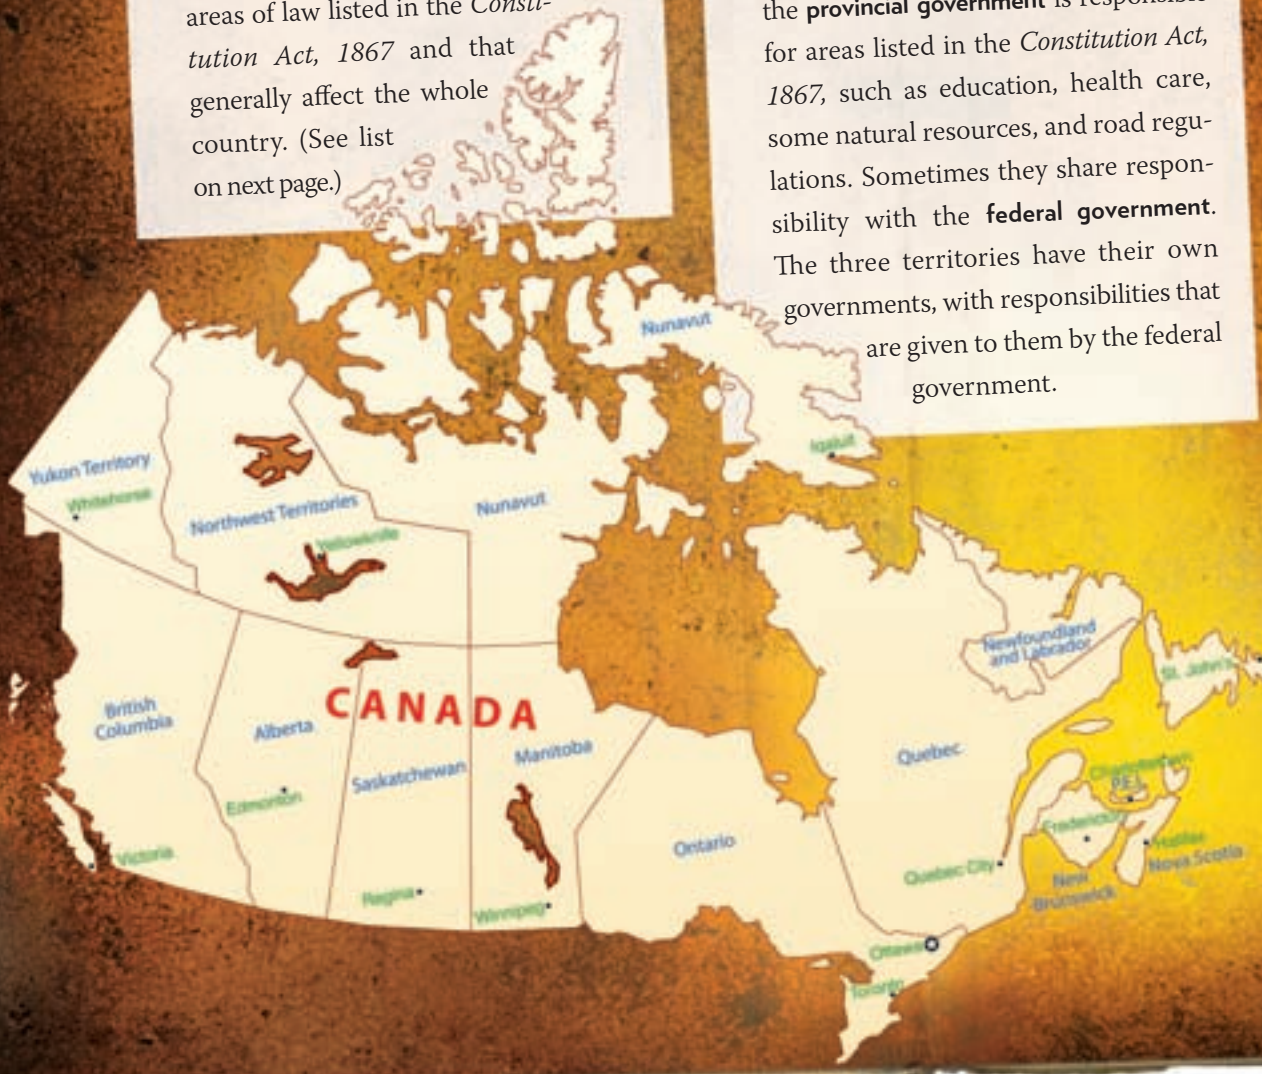 areas of law listed in the Consti-
tution Act, 1867 and that
generally affect the whole
country. (See list
on next page.)
the provincial government is responsible
for areas listed in the Constitution Act,
1867, such as education, health care,
some natural resources, and road regu-
lations. Sometimes they share respon-
sibility with the federal government.
The three territories have their own
governments, with responsibilities that
are given to them by the federal
government.
Nunavut
Iqaluit
Yukon Territory
Whitehorse
Northwest Territories
Yellowknife
Nunavut
Newfoundland
and Labrador
St. John's
British
Columbia
Alberta
CANADA
Saskatchewan
Manitoba
Quebec
Edmonton
Ontario
Charlottetown
P.E.I.
Fredericton
Halifax
Nova Scotia
Victoria
Regina
Winnipeg
Quebec City
New
Brunswick
Ottawa
Toronto